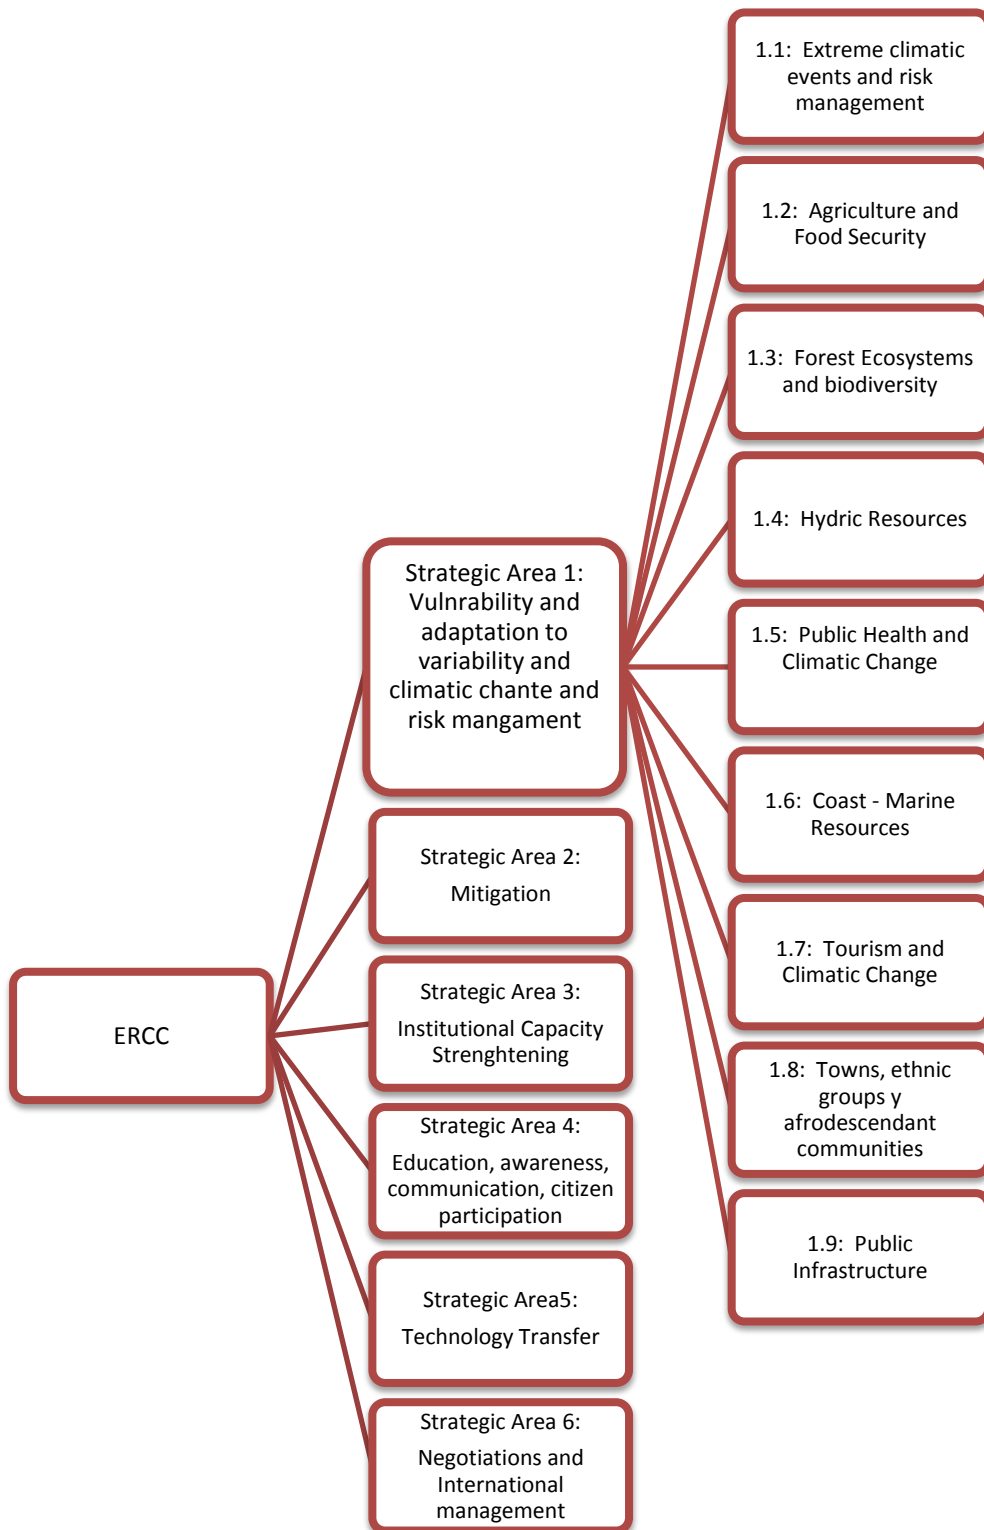 ERCC
Strategic Area 1:
Vulnrability and
adaptation to
variability and
climatic chante and
risk mangament
Strategic Area 2:
Mitigation
Strategic Area 3:
Institutional Capacity
Strenghtening
Strategic Area 4:
Education, awareness,
communication, citizen
participation
Strategic Area5:
Technology Transfer
Strategic Area 6:
Negotiations and
International
management
1.1: Extreme climatic
events and risk
management
1.2: Agriculture and
Food Security
1.3: Forest Ecosystems
and biodiversity
1.4: Hydric Resources
1.5: Public Health and
Climatic Change
1.6: Coast - Marine
Resources
1.7: Tourism and
Climatic Change
1.8: Towns, ethnic
groups y
afrodescendant
communities
1.9: Public
Infrastructure